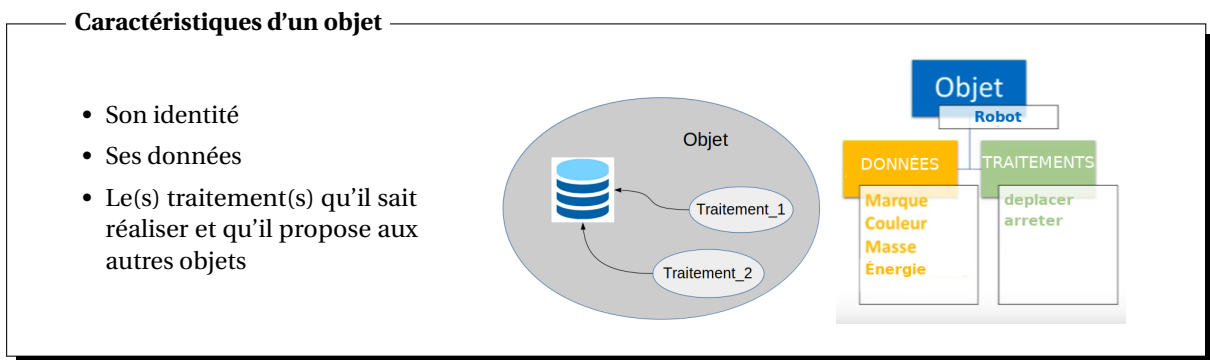 Caractéristiques d'un objet
• Son identité
• Ses données
• Le(s) traitement(s) qu'il sait
réaliser et qu'il propose aux
autres objets
Objet
Traitement_1
Traitement_2
Objet
Robot
DONNÉES
TRAITEMENTS
Marque
Couleur
Masse
Énergie
deplacer
arreter